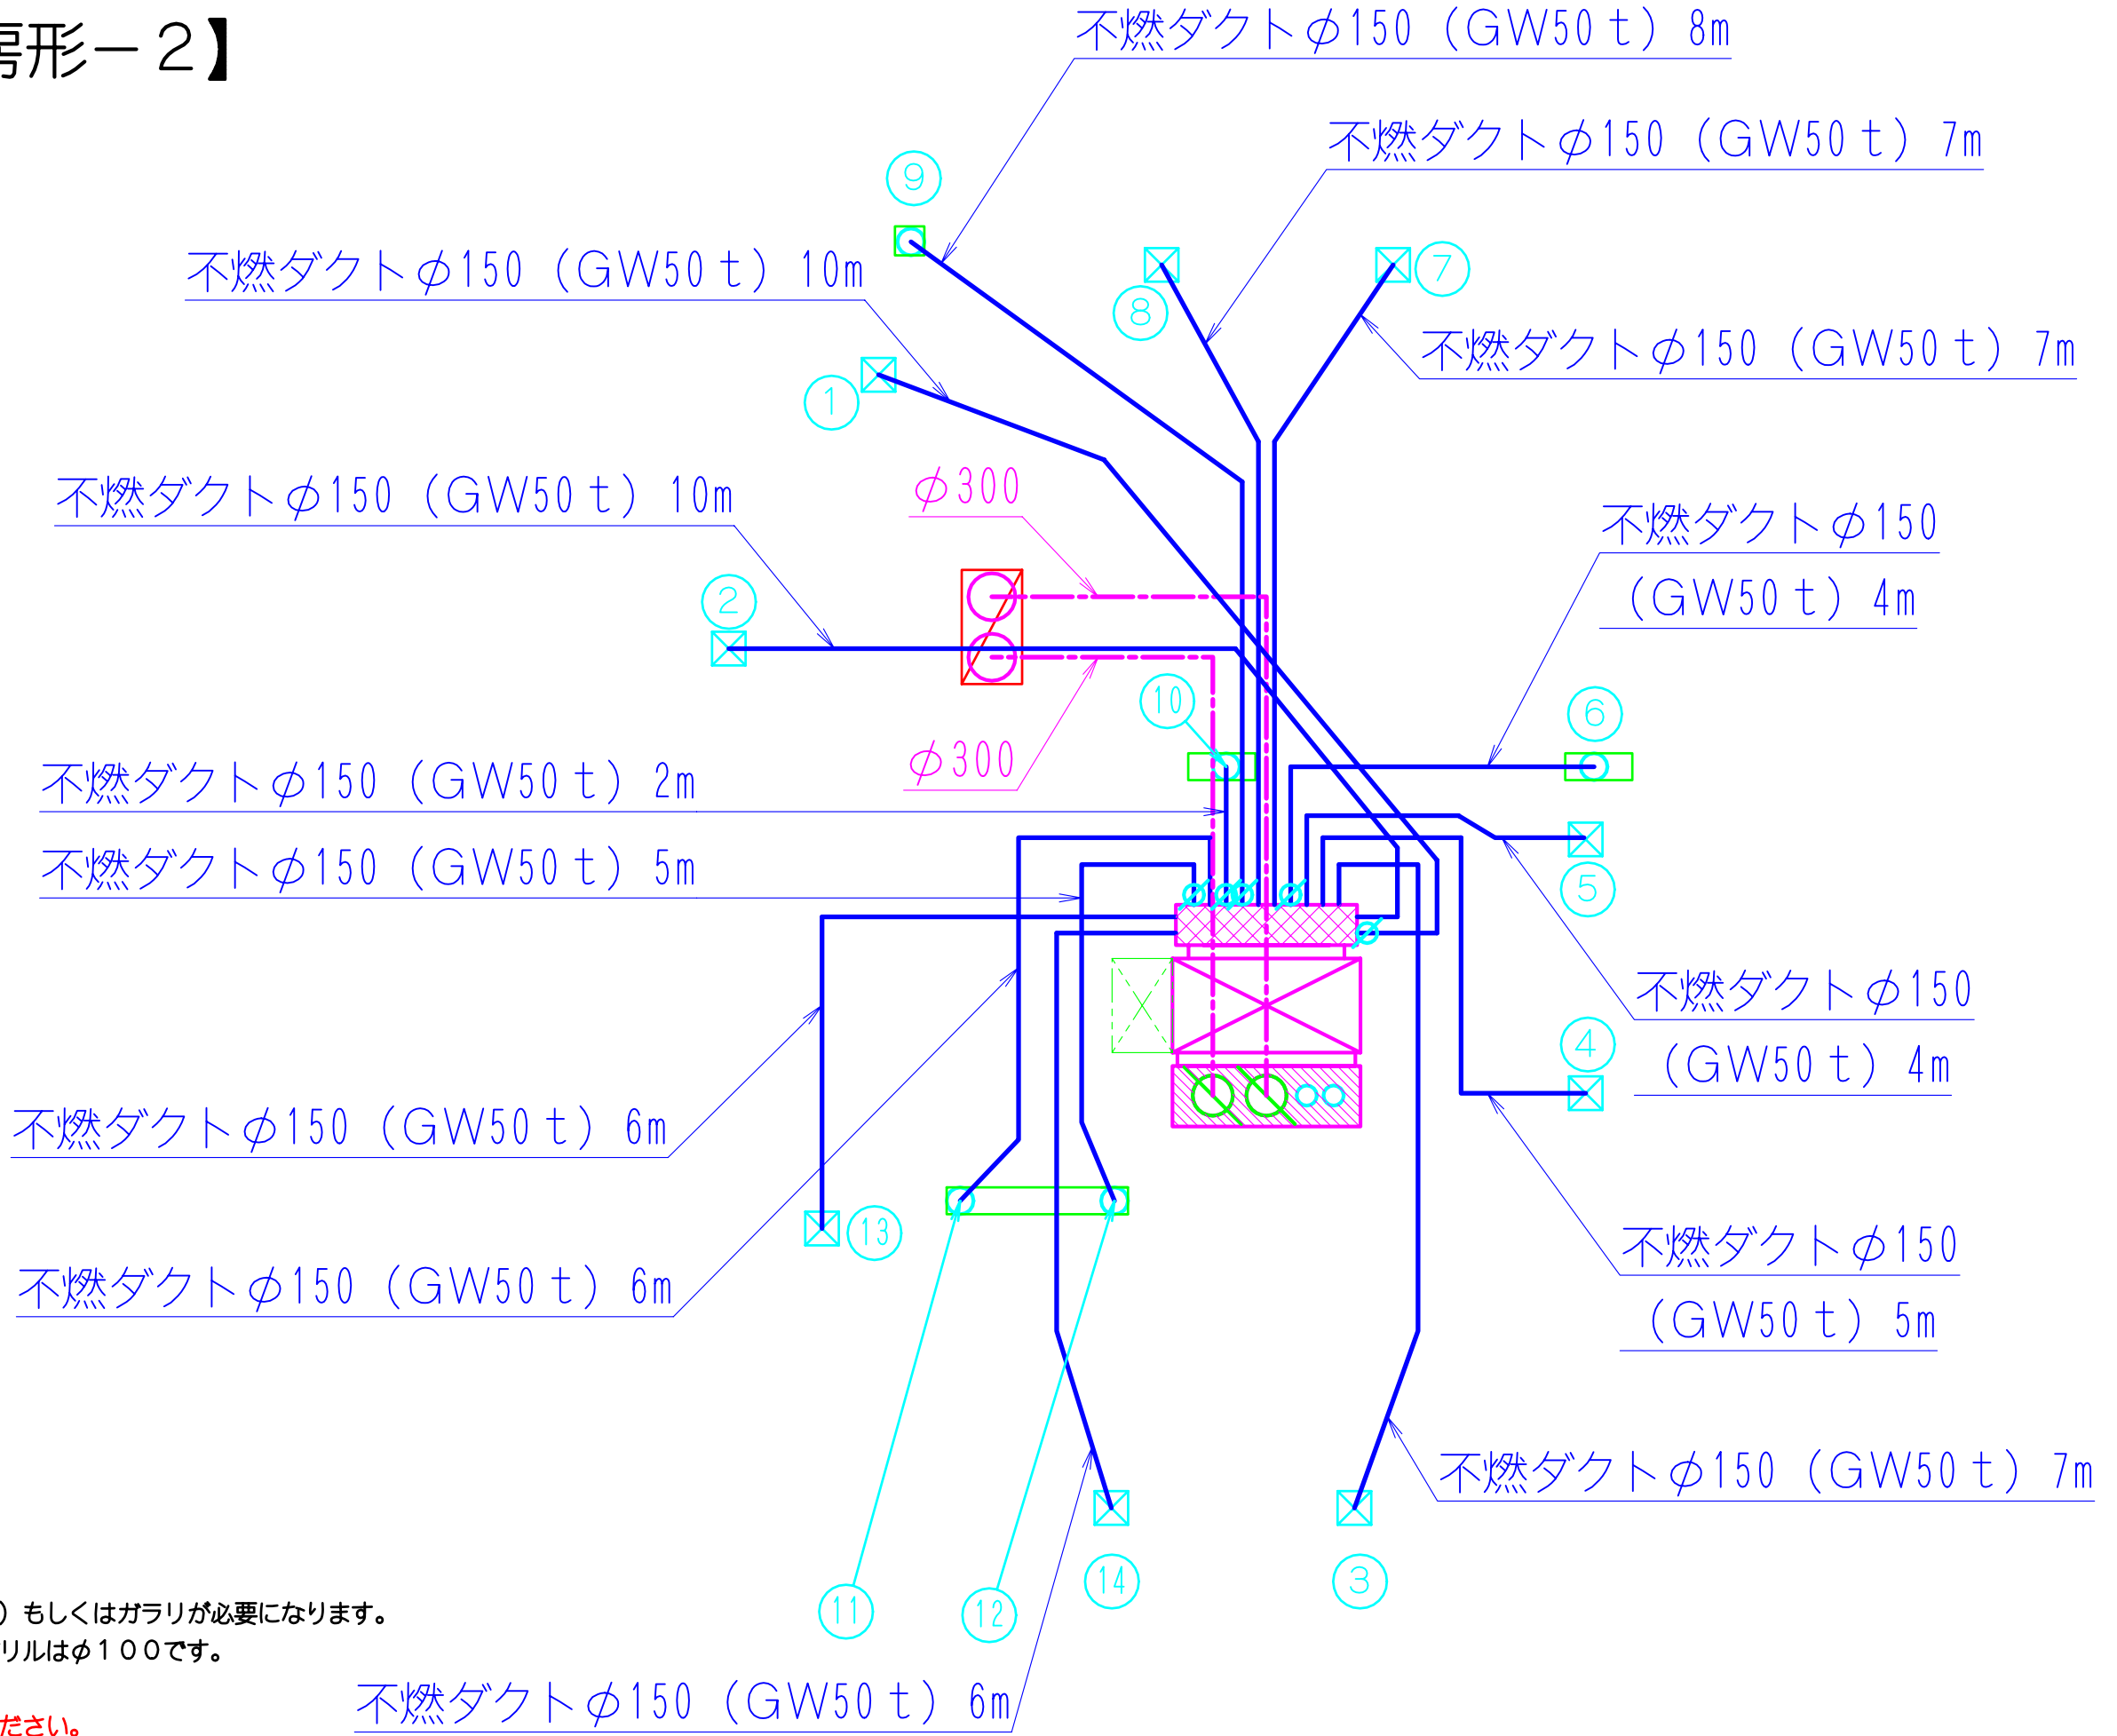 形－２】
不燃ダクトφ150（GW50ｔ）8m
不燃ダクトφ150（GW50ｔ）7m
⑨
不燃ダクトφ150（GW50ｔ）10m
⑧
⑦
不燃ダクトφ150（GW50ｔ）7m
①
不燃ダクトφ150（GW50ｔ）10m
φ300
不燃ダクトφ150
（GW50ｔ）4m
②
⑩
⑥
φ300
不燃ダクトφ150（GW50ｔ）2m
不燃ダクトφ150（GW50ｔ）5m
⑤
不燃ダクトφ150
（GW50ｔ）4m
④
不燃ダクトφ150（GW50ｔ）6m
⑬
不燃ダクトφ150
（GW50ｔ）5m
不燃ダクトφ150（GW50ｔ）6m
不燃ダクトφ150（GW50ｔ）7m
⑪
⑫
⑭
③
）もしくはガラリが必要になります。
リルはφ１００です。
不燃ダクトφ150（GW50ｔ）6m
ださい。